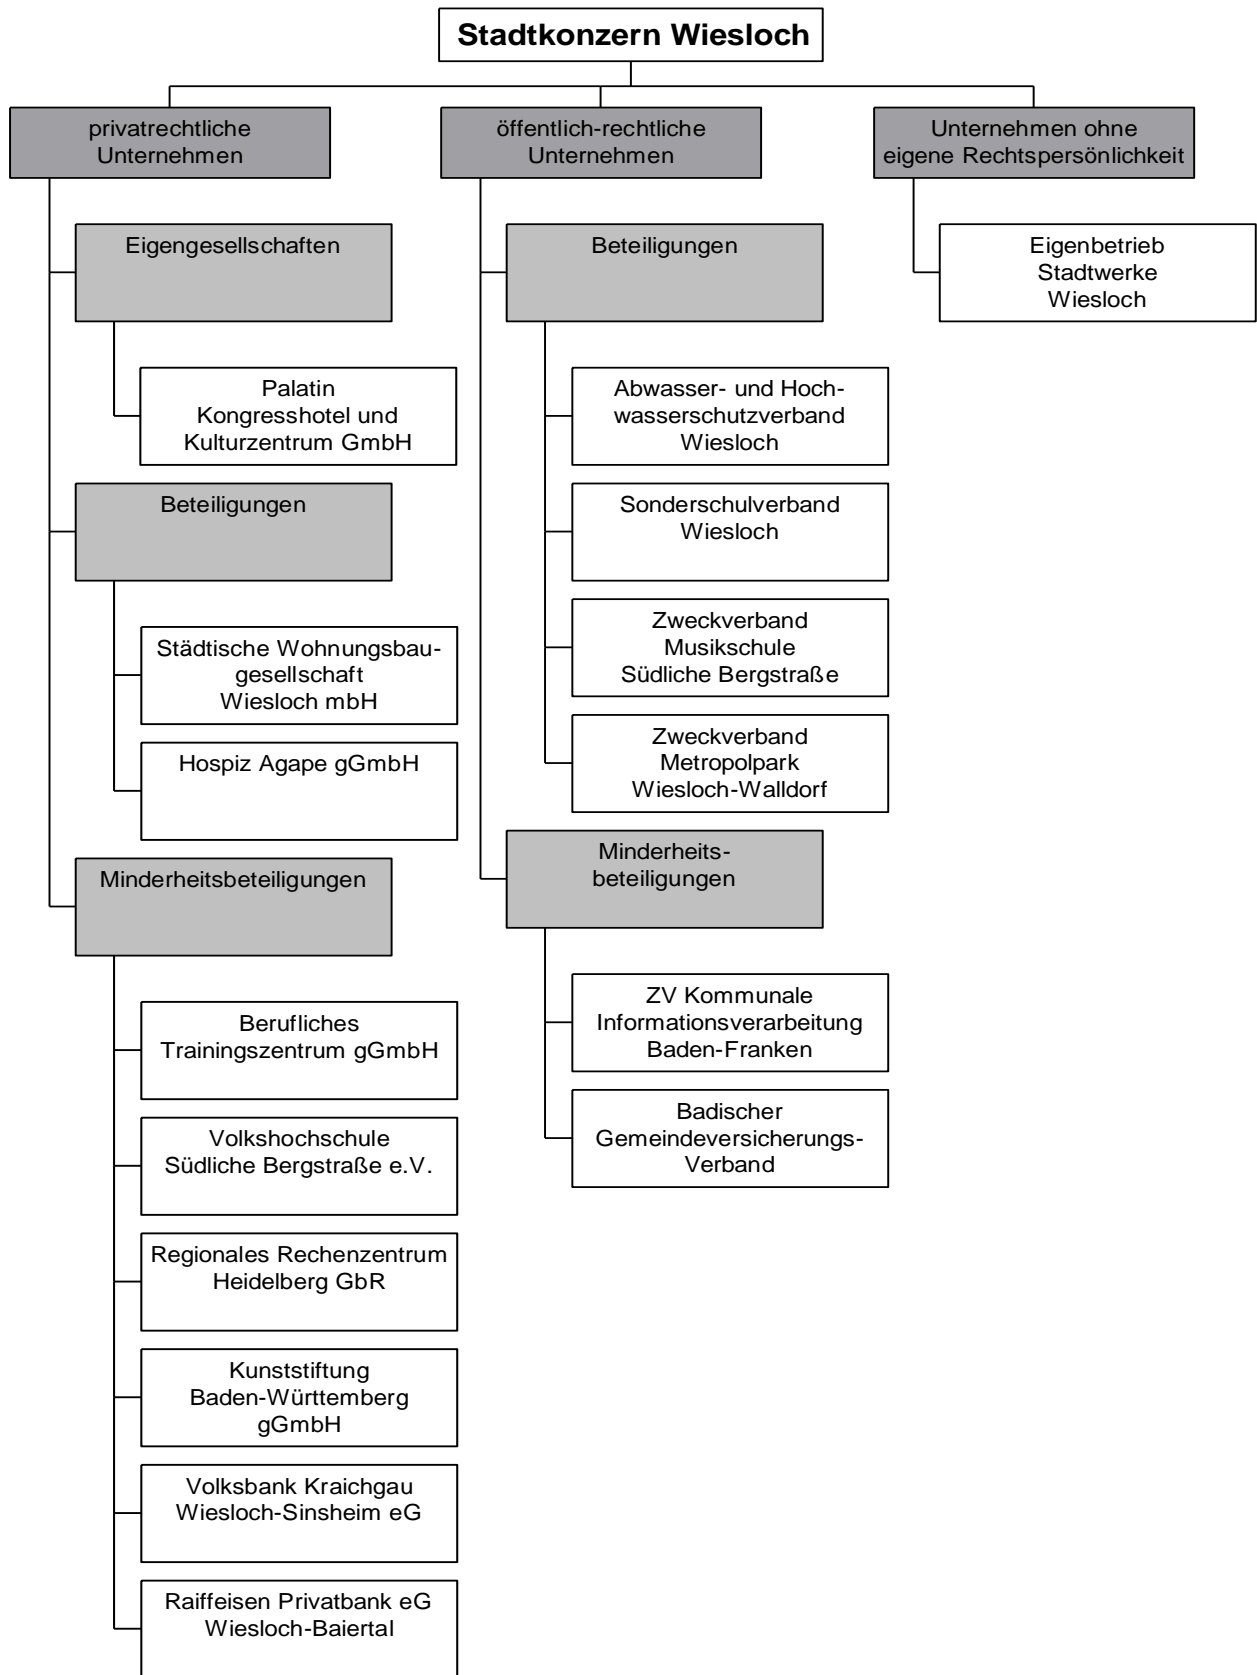 Stadtkonzern Wiesloch
privatrechtliche
Unternehmen
Eigengesellschaften
Palatin
Kongresshotel und
Kulturzentrum GmbH
Beteiligungen
Städtische Wohnungsbau-
gesellschaft
Wiesloch mbH
Hospiz Agape gGmbH
Minderheitsbeteiligungen
Berufliches
Trainingszentrum gGmbH
Volkshochschule
Südliche Bergstraße e.V.
Regionales Rechenzentrum
Heidelberg GbR
Kunststiftung
Baden-Württemberg
gGmbH
Volksbank Kraichgau
Wiesloch-Sinsheim eG
Raiffeisen Privatbank eG
Wiesloch-Baiertal
öffentlich-rechtliche
Unternehmen
Beteiligungen
Abwasser- und Hoch-
wasserschutzverband
Wiesloch
Sonderschulverband
Wiesloch
Zweckverband
Musikschule
Südliche Bergstraße
Zweckverband
Metropolpark
Wiesloch-Walldorf
Minderheits-
beteiligungen
ZV Kommunale
Informationsverarbeitung
Baden-Franken
Badischer
Gemeindeversicherungs-
Verband
Unternehmen ohne
eigene Rechtspersönlichkeit
Eigenbetrieb
Stadtwerke
Wiesloch